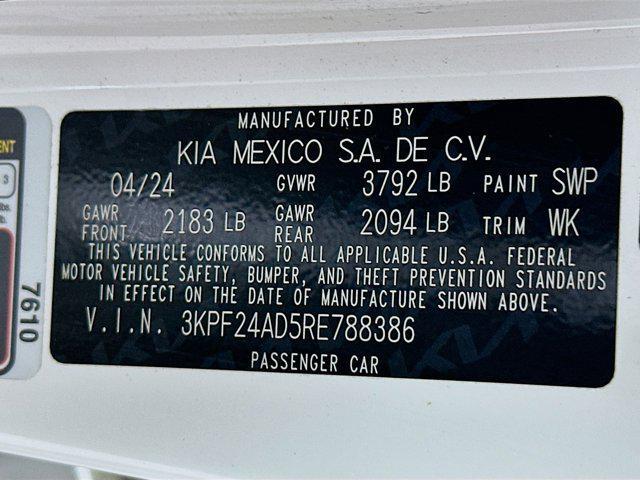 MANUFACTURED BY
KIA MEXICO S.A. DE C.V.
04/24 GVWR 3792 LB PAINT SWP
GAWR FRONT 2183 LB GAWR REAR 2094 LB TRIM WK
THIS VEHICLE CONFORMS TO ALL APPLICABLE U.S.A. FEDERAL
MOTOR VEHICLE SAFETY, BUMPER, AND THEFT PREVENTION STANDARDS
IN EFFECT ON THE DATE OF MANUFACTURE SHOWN ABOVE.
V.I.N. 3KPF24AD5RE788386
PASSENGER CAR
7610
3